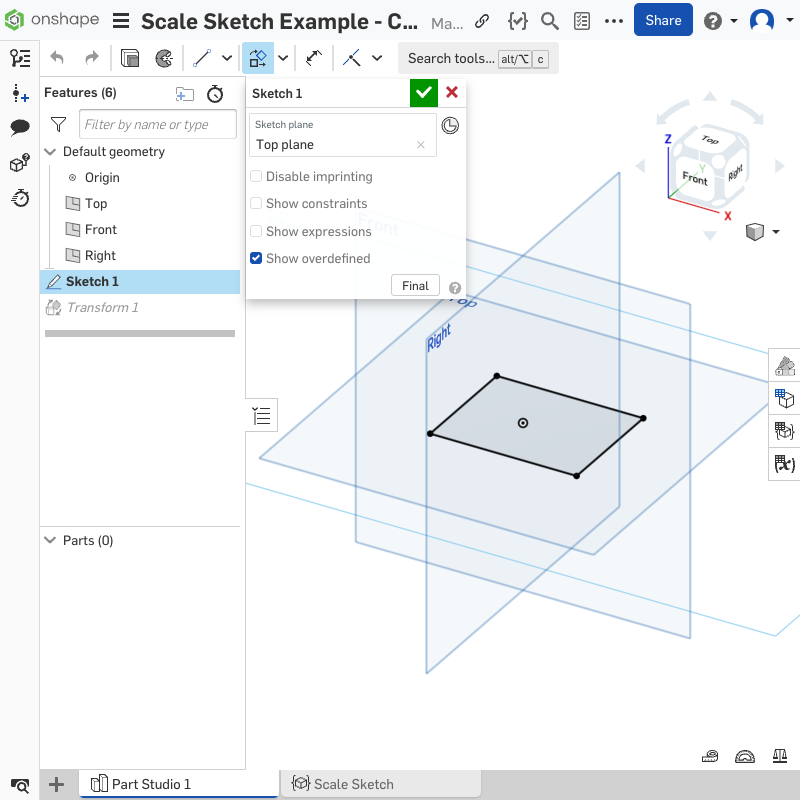 onshape
Scale Sketch Example - C...
Ma...
Share
Search tools...
alt/⌥
c
Features (6)
Filter by name or type
Default geometry
Origin
Top
Front
Right
Sketch 1
Transform 1
Parts (0)
Sketch 1
Sketch plane
Top plane
Disable imprinting
Show constraints
Show expressions
Show overdefined
Final
Front
Top
Right
Z
Top
Y
Front
Right
X
Part Studio 1
Scale Sketch